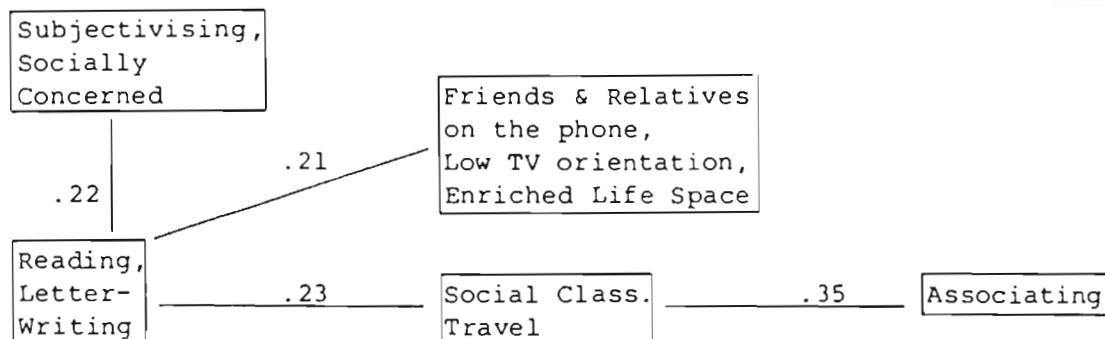 Subjectivising,
Socially
Concerned
Friends & Relatives
on the phone,
Low TV orientation,
Enriched Life Space
.21
.22
Reading,
Letter-
Writing
.23
Social Class.
Travel
.35
Associating